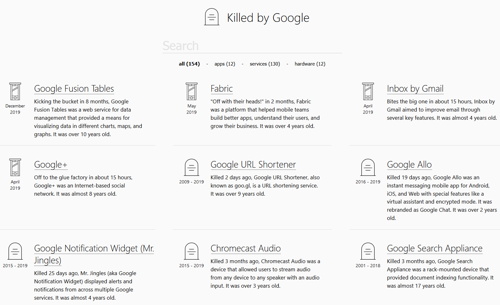 Killed by Google
Search
all (154) - apps (12) - services (130) - hardware (12)
December
2019
Google Fusion Tables
Kicking the bucket in 8 months, Google
Fusion Tables was a web service for data
management that provided a means for
visualizing data in different charts, maps, and
graphs. It was over 10 years old.
May
2019
Fabric
"Off with their heads!" in 2 months, Fabric
was a platform that helped mobile teams
build better apps, understand their users, and
grow their business. It was over 4 years old.
April
2019
Inbox by Gmail
Bites the big one in about 15 hours, Inbox by
Gmail aimed to improve email through
several key features. It was almost 4 years old.
April
2019
Google+
Off to the glue factory in about 15 hours,
Google+ was an Internet-based social
network. It was almost 8 years old.
2009 - 2019
Google URL Shortener
Killed 2 days ago, Google URL Shortener, also
known as goo.gl, is a URL shortening service.
It was over 9 years old.
2016 - 2019
Google Allo
Killed 19 days ago, Google Allo was an
instant messaging mobile app for Android,
iOS, and Web with special features like a
virtual assistant and encrypted mode. It was
rebranded as Google Chat. It was over 2 years
old.
2015 - 2019
Google Notification Widget (Mr.
Jingles)
Killed 25 days ago, Mr. Jingles (aka Google
Notification Widget) displayed alerts and
notifications from across multiple Google
services. It was almost 4 years old.
2015 - 2019
Chromecast Audio
Killed 3 months ago, Chromecast Audio was a
device that allowed users to stream audio
from any device to any speaker with an audio
input. It was over 3 years old.
2001 - 2018
Google Search Appliance
Killed 3 months ago, Google Search
Appliance was a rack-mounted device that
provided document indexing functionality. It
was almost 17 years old.